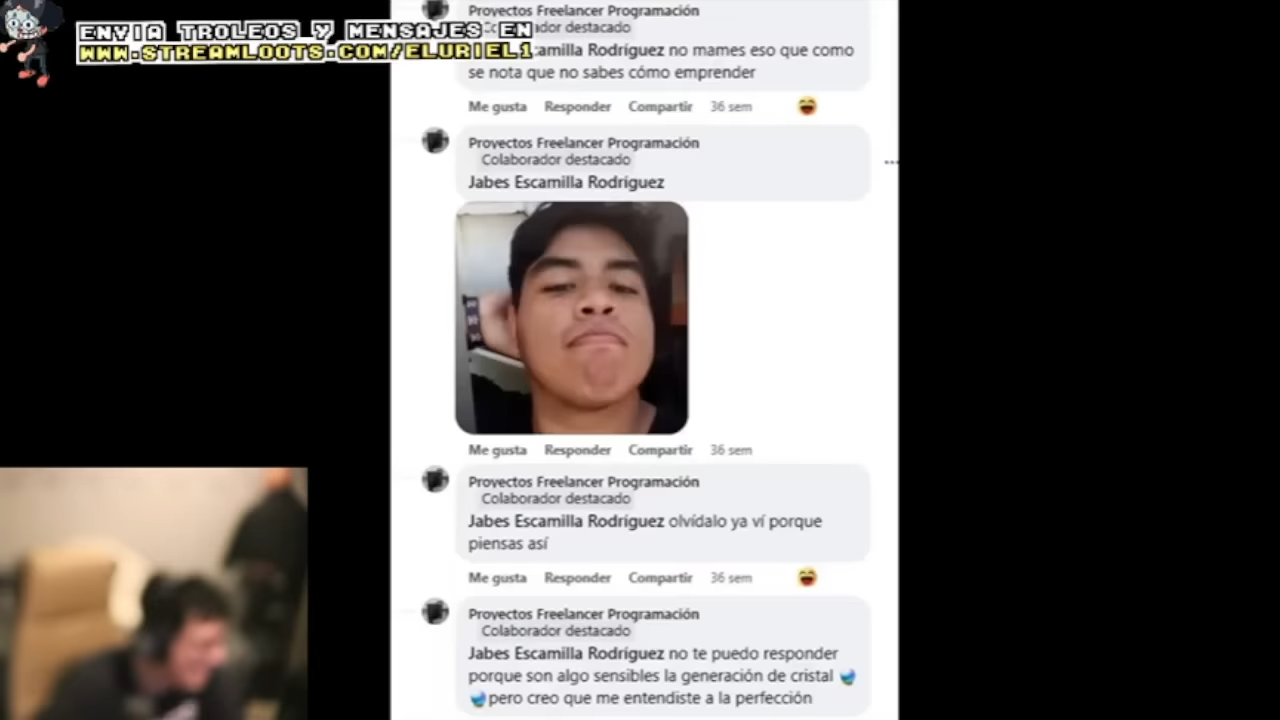 ENVIA TROLEOS Y MENSAJES EN
WWW.STREAMLOOTS.COM/ELURIEL1
Proyectos Freelancer Programación
destacado
Escamilla Rodríguez no mames eso que como
se nota que no sabes cómo emprender
Me gusta Responder Compartir 36 sem
Proyectos Freelancer Programación
Colaborador destacado
Jabes Escamilla Rodríguez
Me gusta Responder Compartir 36 sem
Proyectos Freelancer Programación
Colaborador destacado
Jabes Escamilla Rodríguez olvídalo ya ví porque
piensas así
Me gusta Responder Compartir 36 sem
Proyectos Freelancer Programación
Colaborador destacado
Jabes Escamilla Rodríguez no te puedo responder
porque son algo sensibles la generación de cristal
pero creo que me entendiste a la perfección